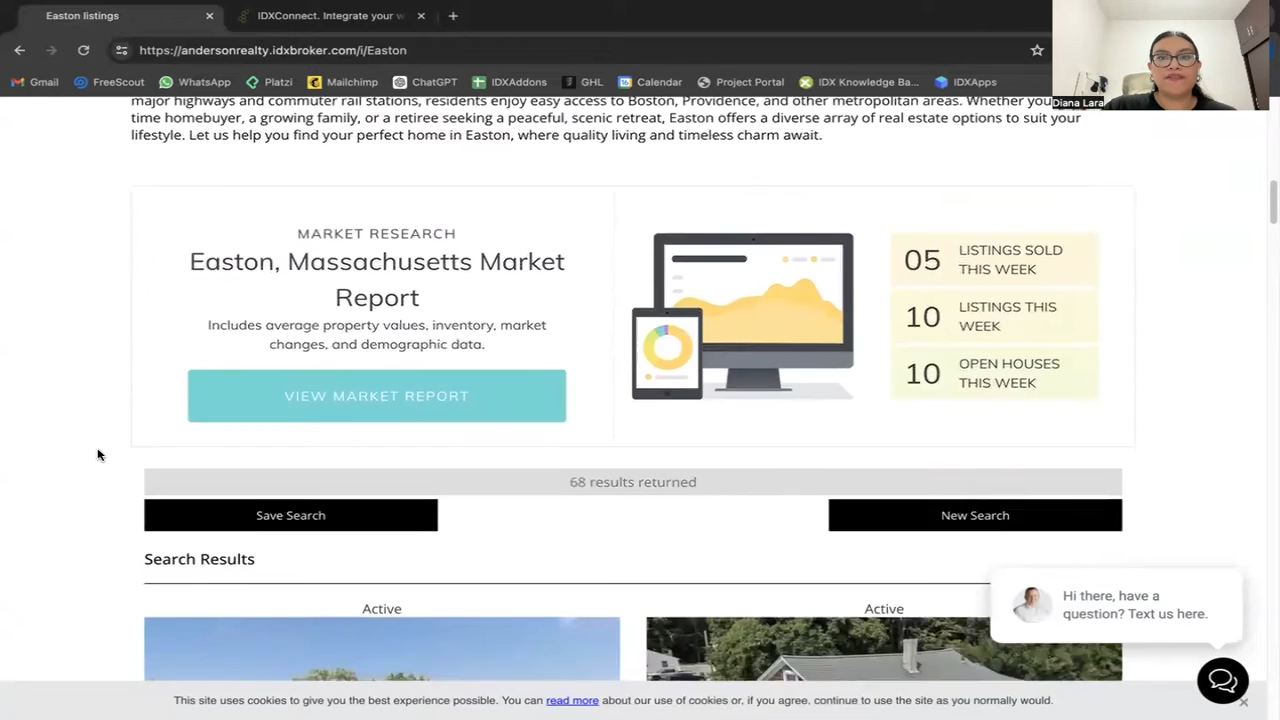 Easton listings
IDXConnect. Integrate your w
https://andersonrealty.idxbroker.com/i/Easton
Gmail FreeScout WhatsApp Platzi Mailchimp ChatGPT IDXAddons GHL Calendar Project Portal IDX Knowledge Ba... IDXApps
Diana Lara
major highways and commuter rail stations, residents enjoy easy access to Boston, Providence, and other metropolitan areas. Whether you
time homebuyer, a growing family, or a retiree seeking a peaceful, scenic retreat, Easton offers a diverse array of real estate options to suit your
lifestyle. Let us help you find your perfect home in Easton, where quality living and timeless charm await.
MARKET RESEARCH
Easton, Massachusetts Market
Report
Includes average property values, inventory, market
changes, and demographic data.
VIEW MARKET REPORT
05 LISTINGS SOLD
THIS WEEK
10 LISTINGS THIS
WEEK
10 OPEN HOUSES
THIS WEEK
68 results returned
Save Search
New Search
Search Results
Active
Active
Hi there, have a
question? Text us here.
This site uses cookies to give you the best experience possible. You can read more about our use of cookies or, if you agree, continue to use the site as you normally would.